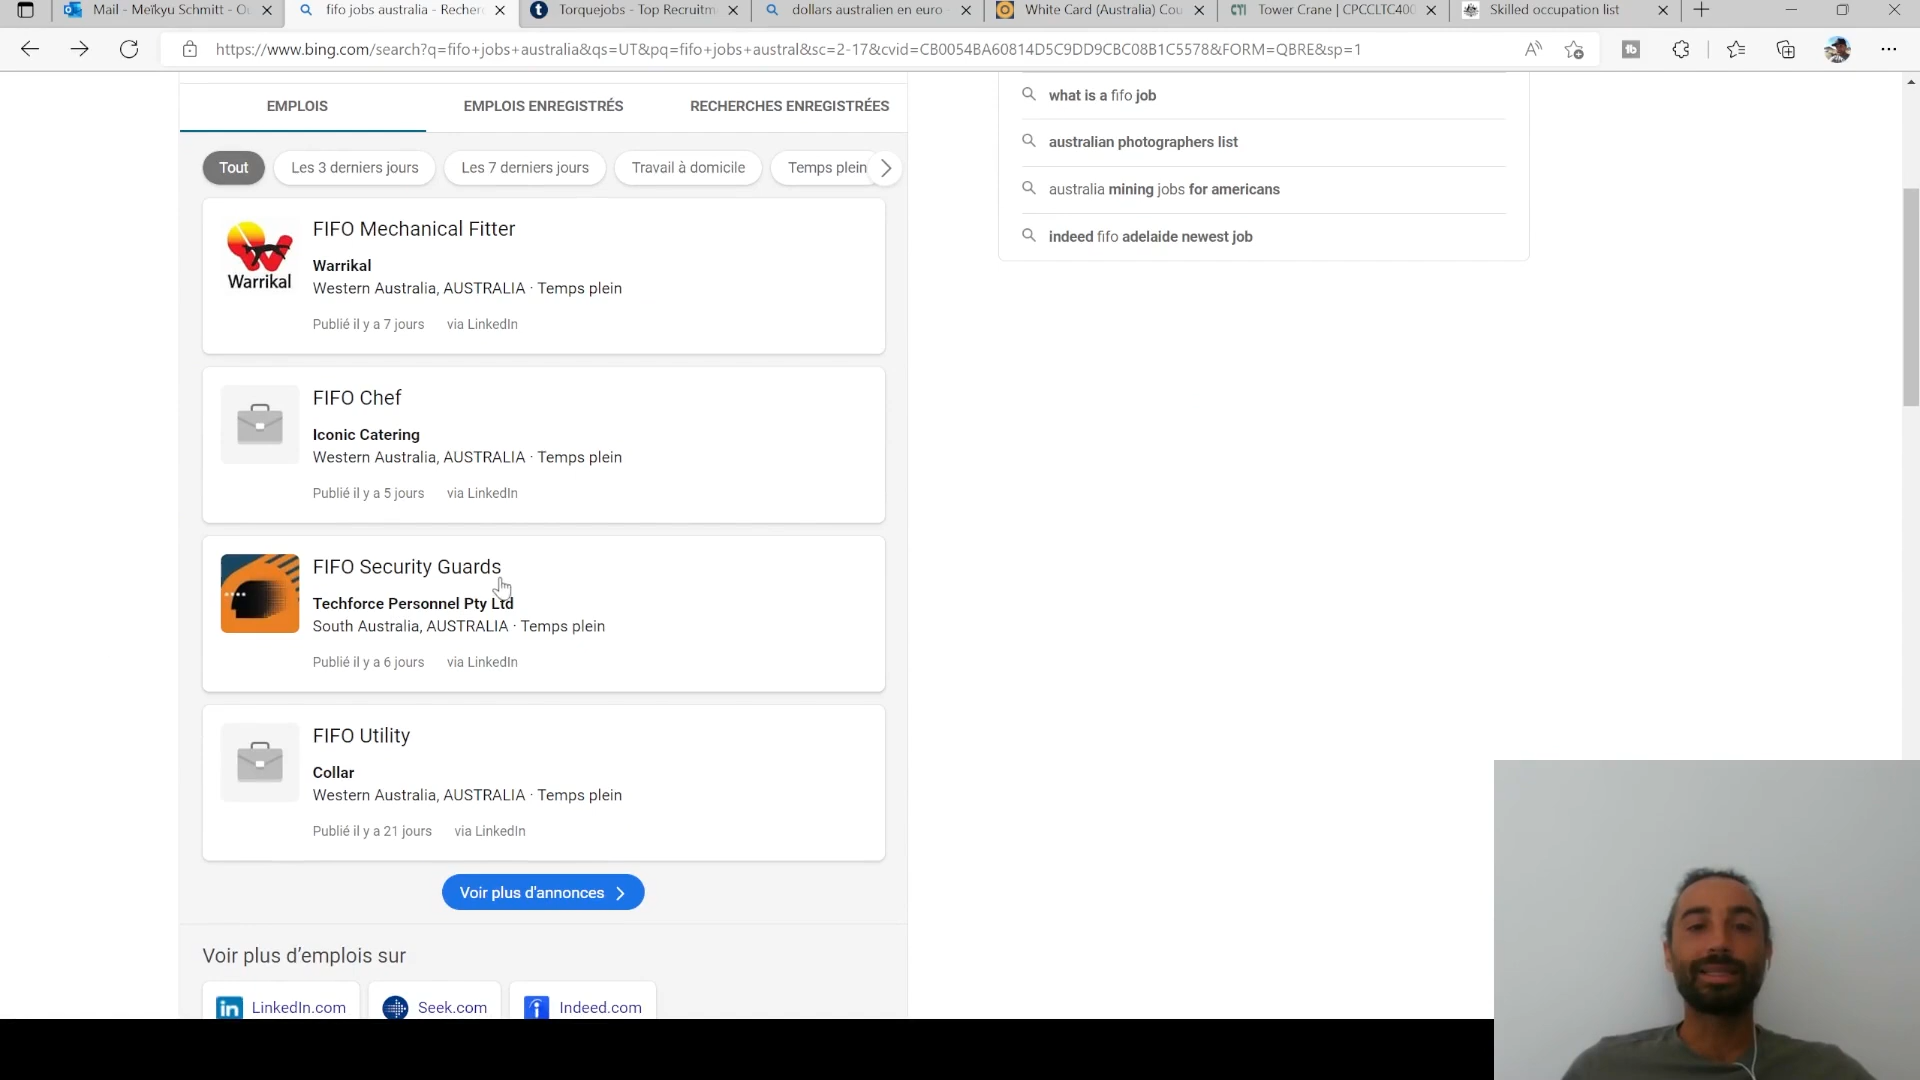 Mail - Meïkyu Schmitt - Ou
fifo jobs australia - Recher
Torquejobs - Top Recruitm
dollars australien en euro -
White Card (Australia) Cou
Tower Crane | CPCCLTC400
Skilled occupation list
https://www.bing.com/search?q=fifo+jobs+australia&qs=UT&pq=fifo+jobs+austral&sc=2-17&cvid=CB0054BA60814D5C9DD9CBC08B1C5578&FORM=QBRE&sp=1
EMPLOIS
EMPLOIS ENREGISTRÉS
RECHERCHES ENREGISTRÉES
Tout
Les 3 derniers jours
Les 7 derniers jours
Travail à domicile
Temps plein
Warrikal
FIFO Mechanical Fitter
Warrikal
Western Australia, AUSTRALIA · Temps plein
Publié il y a 7 jours via LinkedIn
FIFO Chef
Iconic Catering
Western Australia, AUSTRALIA · Temps plein
Publié il y a 5 jours via LinkedIn
FIFO Security Guards
Techforce Personnel Pty Ltd
South Australia, AUSTRALIA · Temps plein
Publié il y a 6 jours via LinkedIn
FIFO Utility
Collar
Western Australia, AUSTRALIA · Temps plein
Publié il y a 21 jours via LinkedIn
Voir plus d'annonces
Voir plus d’emplois sur
LinkedIn.com
Seek.com
Indeed.com
what is a fifo job
australian photographers list
australia mining jobs for americans
indeed fifo adelaide newest job